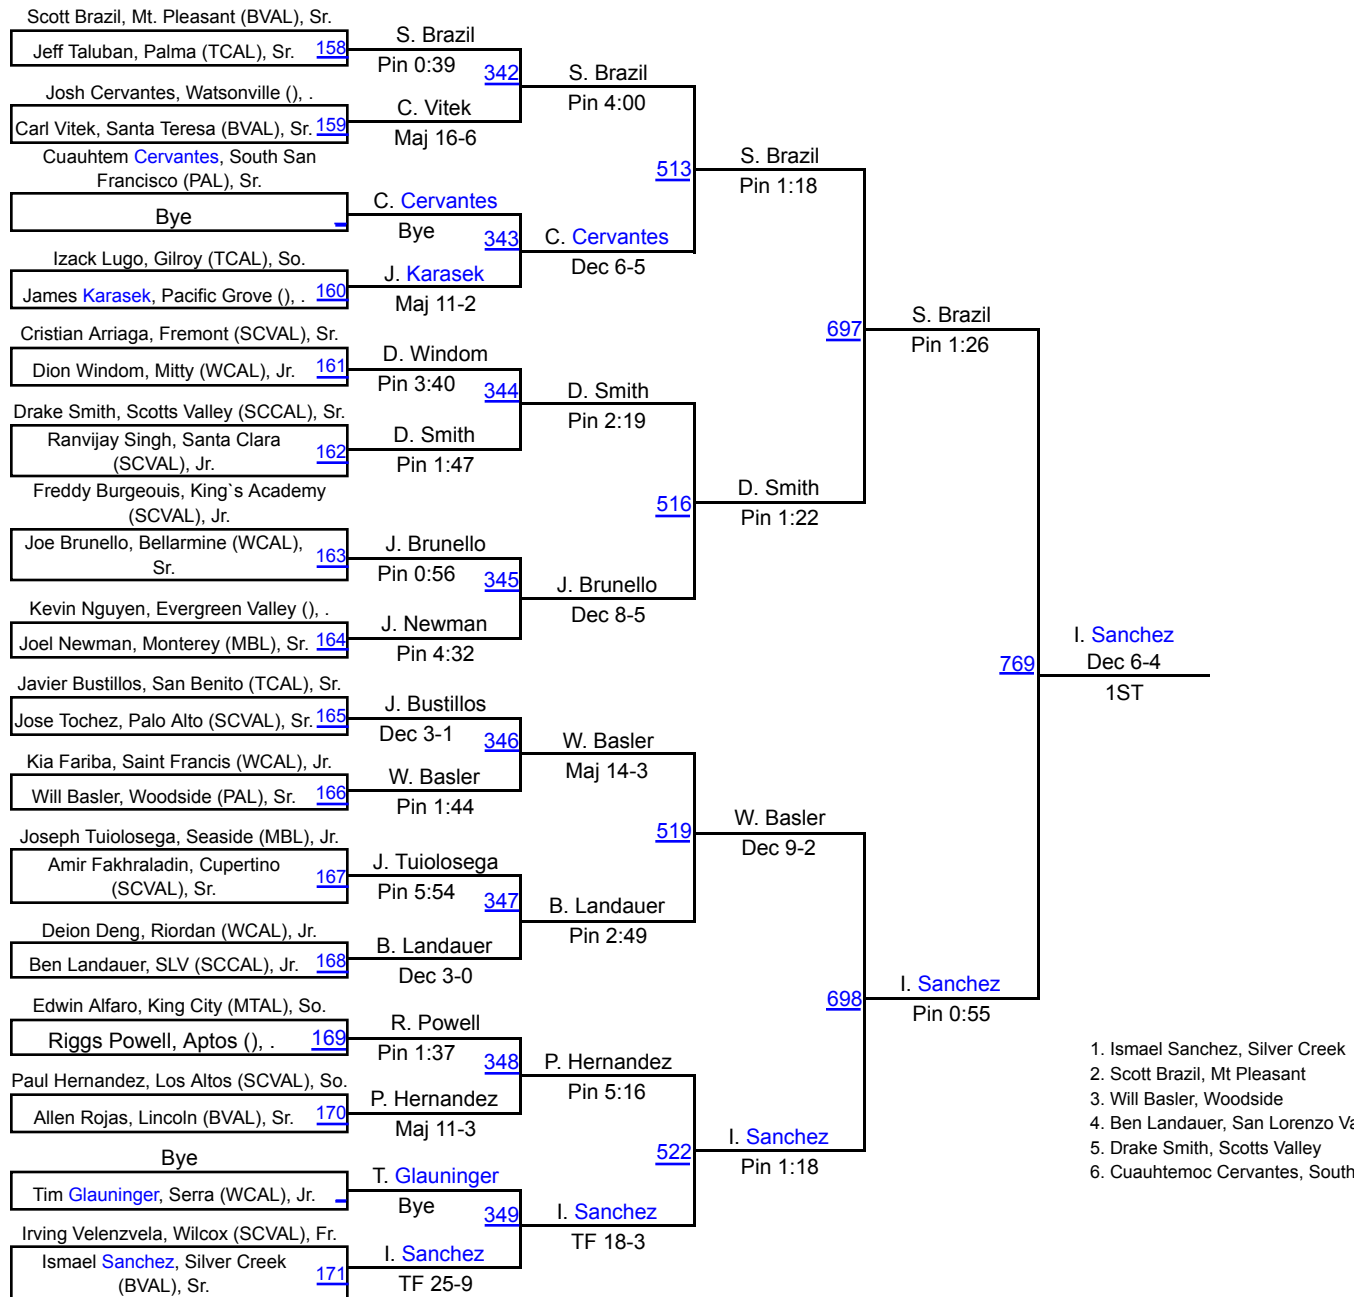 Scott Brazil, Mt. Pleasant (BVAL), Sr.
Jeff Taluban, Palma (TCAL), Sr. 158
Josh Cervantes, Watsonville (), .
Carl Vitek, Santa Teresa (BVAL), Sr. 159
Cuauhtem Cervantes, South San
Francisco (PAL), Sr.
Bye
Izack Lugo, Gilroy (TCAL), So.
James Karasek, Pacific Grove (), . 160
Cristian Arriaga, Fremont (SCVAL), Sr.
Dion Windom, Mitty (WCAL), Jr. 161
Drake Smith, Scotts Valley (SCCAL), Sr.
Ranvijay Singh, Santa Clara
(SCVAL), Jr. 162
Freddy Burgeouis, King`s Academy
(SCVAL), Jr.
Joe Brunello, Bellarmine (WCAL),
Sr. 163
Kevin Nguyen, Evergreen Valley (), .
Joel Newman, Monterey (MBL), Sr. 164
Javier Bustillos, San Benito (TCAL), Sr.
Jose Tochez, Palo Alto (SCVAL), Sr. 165
Kia Fariba, Saint Francis (WCAL), Jr.
Will Basler, Woodside (PAL), Sr. 166
Joseph Tuiolosega, Seaside (MBL), Jr.
Amir Fakhraladin, Cupertino
(SCVAL), Sr. 167
Deion Deng, Riordan (WCAL), Jr.
Ben Landauer, SLV (SCCAL), Jr. 168
Edwin Alfaro, King City (MTAL), So.
Riggs Powell, Aptos (), . 169
Paul Hernandez, Los Altos (SCVAL), So.
Allen Rojas, Lincoln (BVAL), Sr. 170
Bye
Tim Glauninger, Serra (WCAL), Jr.
Irving Velenzvela, Wilcox (SCVAL), Fr.
Ismael Sanchez, Silver Creek
(BVAL), Sr. 171
S. Brazil
Pin 0:39
342
C. Vitek
Maj 16-6
C. Cervantes
Bye
343
J. Karasek
Maj 11-2
D. Windom
Pin 3:40
344
D. Smith
Pin 1:47
J. Brunello
Pin 0:56
345
J. Newman
Pin 4:32
J. Bustillos
Dec 3-1
346
W. Basler
Pin 1:44
J. Tuiolosega
Pin 5:54
347
B. Landauer
Dec 3-0
R. Powell
Pin 1:37
348
P. Hernandez
Maj 11-3
T. Glauninger
Bye
349
I. Sanchez
TF 25-9
S. Brazil
Pin 4:00
513
C. Cervantes
Dec 6-5
D. Smith
Pin 2:19
516
J. Brunello
Dec 8-5
W. Basler
Maj 14-3
519
B. Landauer
Pin 2:49
P. Hernandez
Pin 5:16
522
I. Sanchez
TF 18-3
S. Brazil
Pin 1:18
697
D. Smith
Pin 1:22
W. Basler
Dec 9-2
698
I. Sanchez
Pin 1:18
S. Brazil
Pin 1:26
769
I. Sanchez
Pin 0:55
I. Sanchez
Dec 6-4
1ST
1. Ismael Sanchez, Silver Creek
2. Scott Brazil, Mt Pleasant
3. Will Basler, Woodside
4. Ben Landauer, San Lorenzo Va
5. Drake Smith, Scotts Valley
6. Cuauhtemoc Cervantes, South